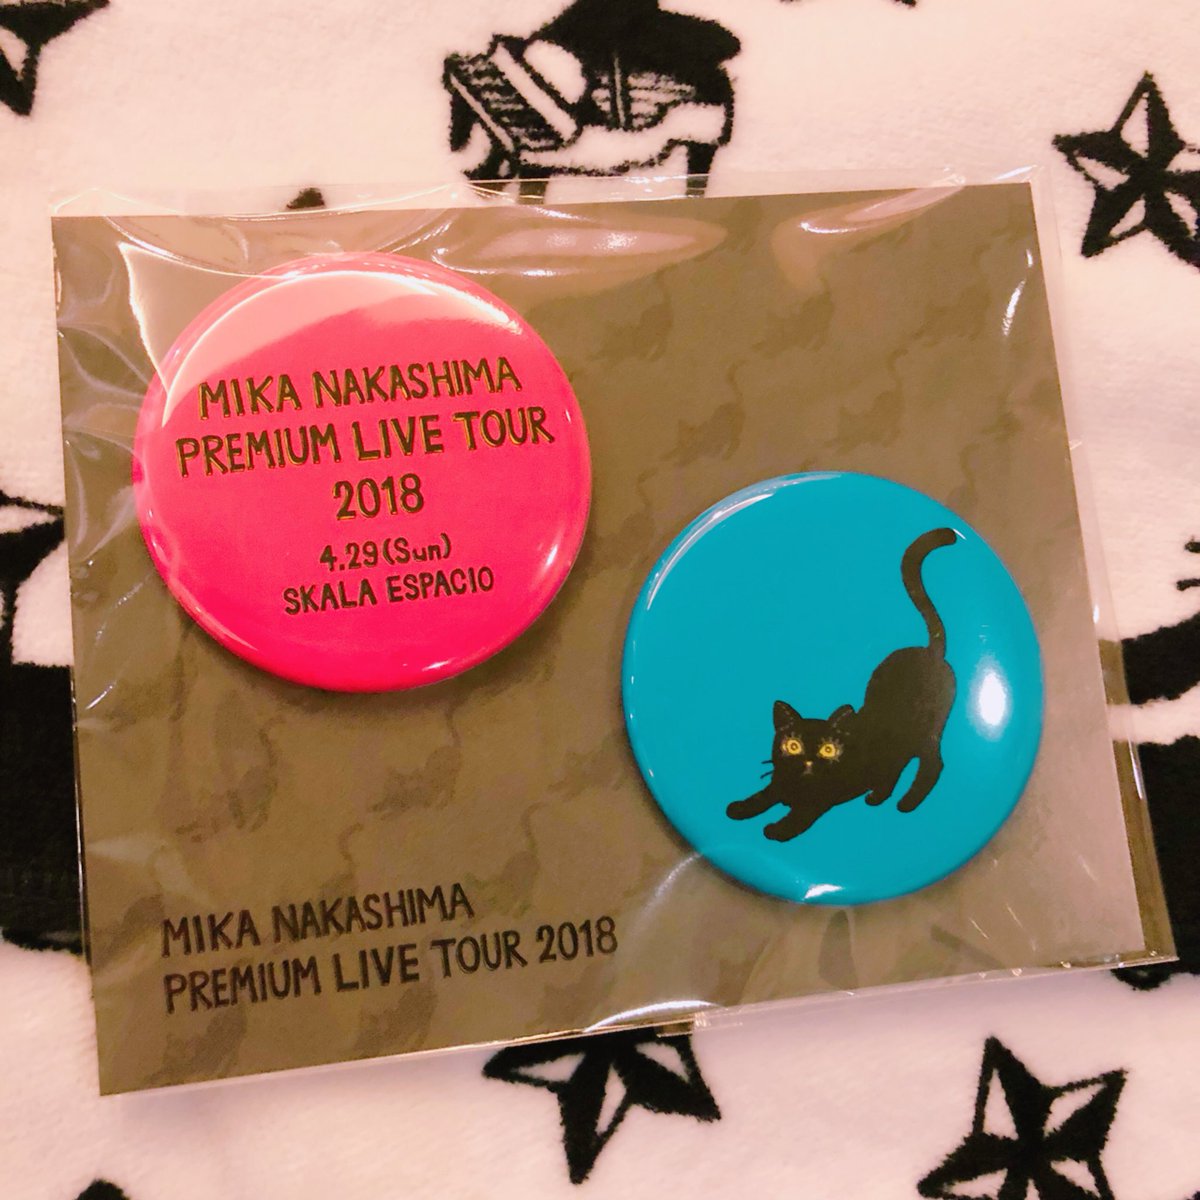 MIKA NAKASHIMA
PREMIUM LIVE TOUR
2018
4.29(Sun)
SKALA ESPACIO
MIKA NAKASHIMA
PREMIUM LIVE TOUR 2018